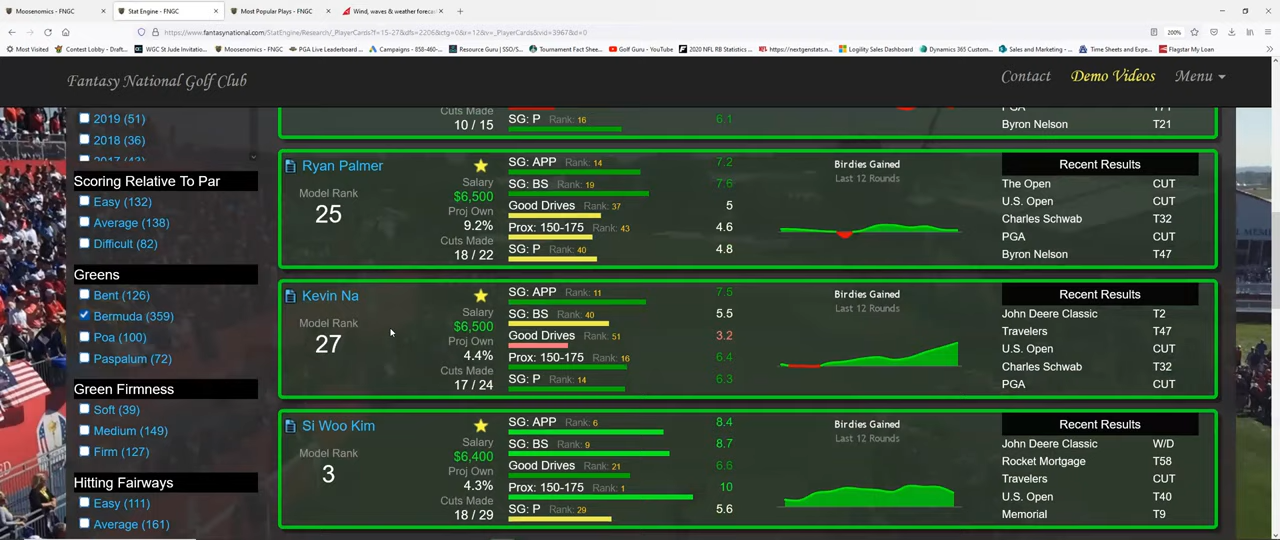 Moosenomics – FNGC
Stat Engine – FNGC
Most Popular Plays – FNGC
Wind, waves & weather forecas
https://www.fantasynational.com/StatEngine/Research/_PlayerCards?f=15-27&dfs=2206&ctg=0&r=12&v=_PlayerCards&vid=3967&d=0
200%
Most Visited
Contest Lobby - Draft...
WGC St Jude Invitatio...
Moosenomics - FNGC
PGA Live Leaderboard ...
Campaigns - 858-460-...
Resource Guru | SSO/S...
Tournament Fact Shee...
Golf Guru - YouTube
2020 NFL RB Statistics ...
https://nextgenstats.n...
Logility Sales Dashboard
Dynamics 365 Custom...
Sales and Marketing - ...
Time Sheets and Expe...
Flagstar My Loan
Fantasy National Golf Club
Contact
Demo Videos
Menu
2019 (51)
2018 (36)
2017 (43)
Scoring Relative To Par
Easy (132)
Average (138)
Difficult (82)
Greens
Bent (126)
Bermuda (359)
Poa (100)
Paspalum (72)
Green Firmness
Soft (39)
Medium (149)
Firm (127)
Hitting Fairways
Easy (111)
Average (161)
Cuts Made
10 / 15
SG: P Rank: 16 6.1
PGA T71
Byron Nelson T21
Ryan Palmer
Model Rank
25
Salary
$6,500
Proj Own
9.2%
Cuts Made
18 / 22
SG: APP Rank: 14 7.2
SG: BS Rank: 19 7.6
Good Drives Rank: 37 5
Prox: 150-175 Rank: 43 4.6
SG: P Rank: 40 4.8
Birdies Gained
Last 12 Rounds
Recent Results
The Open CUT
U.S. Open CUT
Charles Schwab T32
PGA CUT
Byron Nelson T47
Kevin Na
Model Rank
27
Salary
$6,500
Proj Own
4.4%
Cuts Made
17 / 24
SG: APP Rank: 11 7.5
SG: BS Rank: 40 5.5
Good Drives Rank: 51 3.2
Prox: 150-175 Rank: 16 6.4
SG: P Rank: 14 6.3
Birdies Gained
Last 12 Rounds
Recent Results
John Deere Classic T2
Travelers T47
U.S. Open CUT
Charles Schwab T32
PGA CUT
Si Woo Kim
Model Rank
3
Salary
$6,400
Proj Own
4.3%
Cuts Made
18 / 29
SG: APP Rank: 6 8.4
SG: BS Rank: 9 8.7
Good Drives Rank: 21 6.6
Prox: 150-175 Rank: 1 10
SG: P Rank: 29 5.6
Birdies Gained
Last 12 Rounds
Recent Results
John Deere Classic W/D
Rocket Mortgage T58
Travelers CUT
U.S. Open T40
Memorial T9